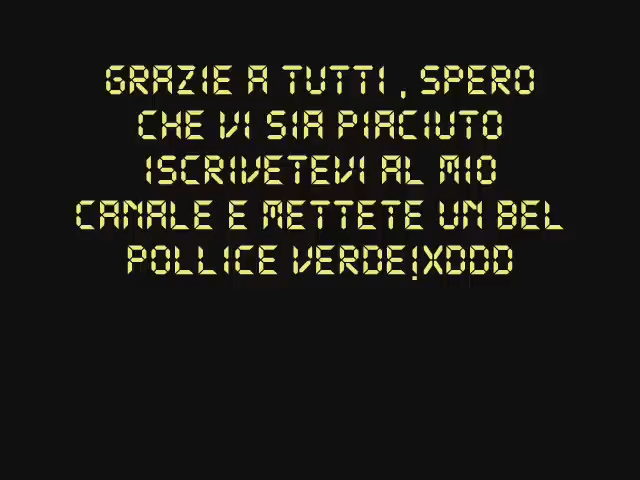 GRAZIE A TUTTI , SPERO
CHE VI SIA PIACIUTO
ISCRIVETEVI AL MIO
CANALE E METTETE UN BEL
POLLICE VERDE!XDDD